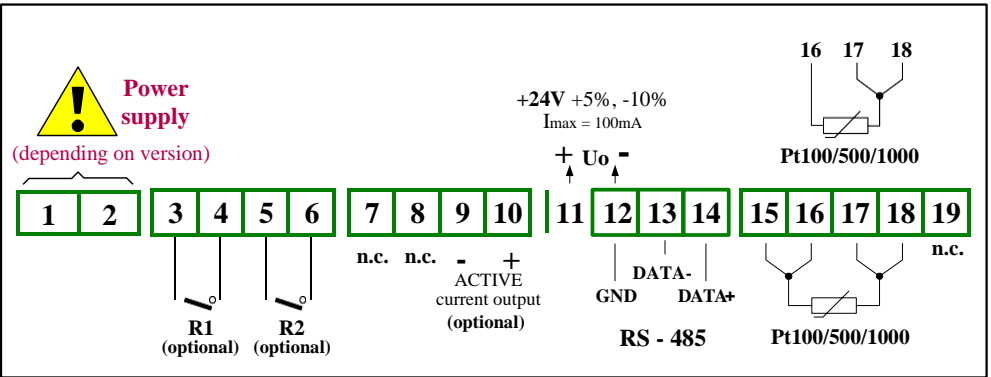 16 17 18
Power
supply
(depending on version)
+24V +5%, -10%
Imax = 100mA
+ Uo -
Pt100/500/1000
1 2 3 4 5 6 7 8 9 10 11 12 13 14 15 16 17 18 19
n.c. n.c. - + n.c.
ACTIVE
current output
(optional)
DATA-
GND DATA+
R1 R2
(optional) (optional)
RS - 485
Pt100/500/1000